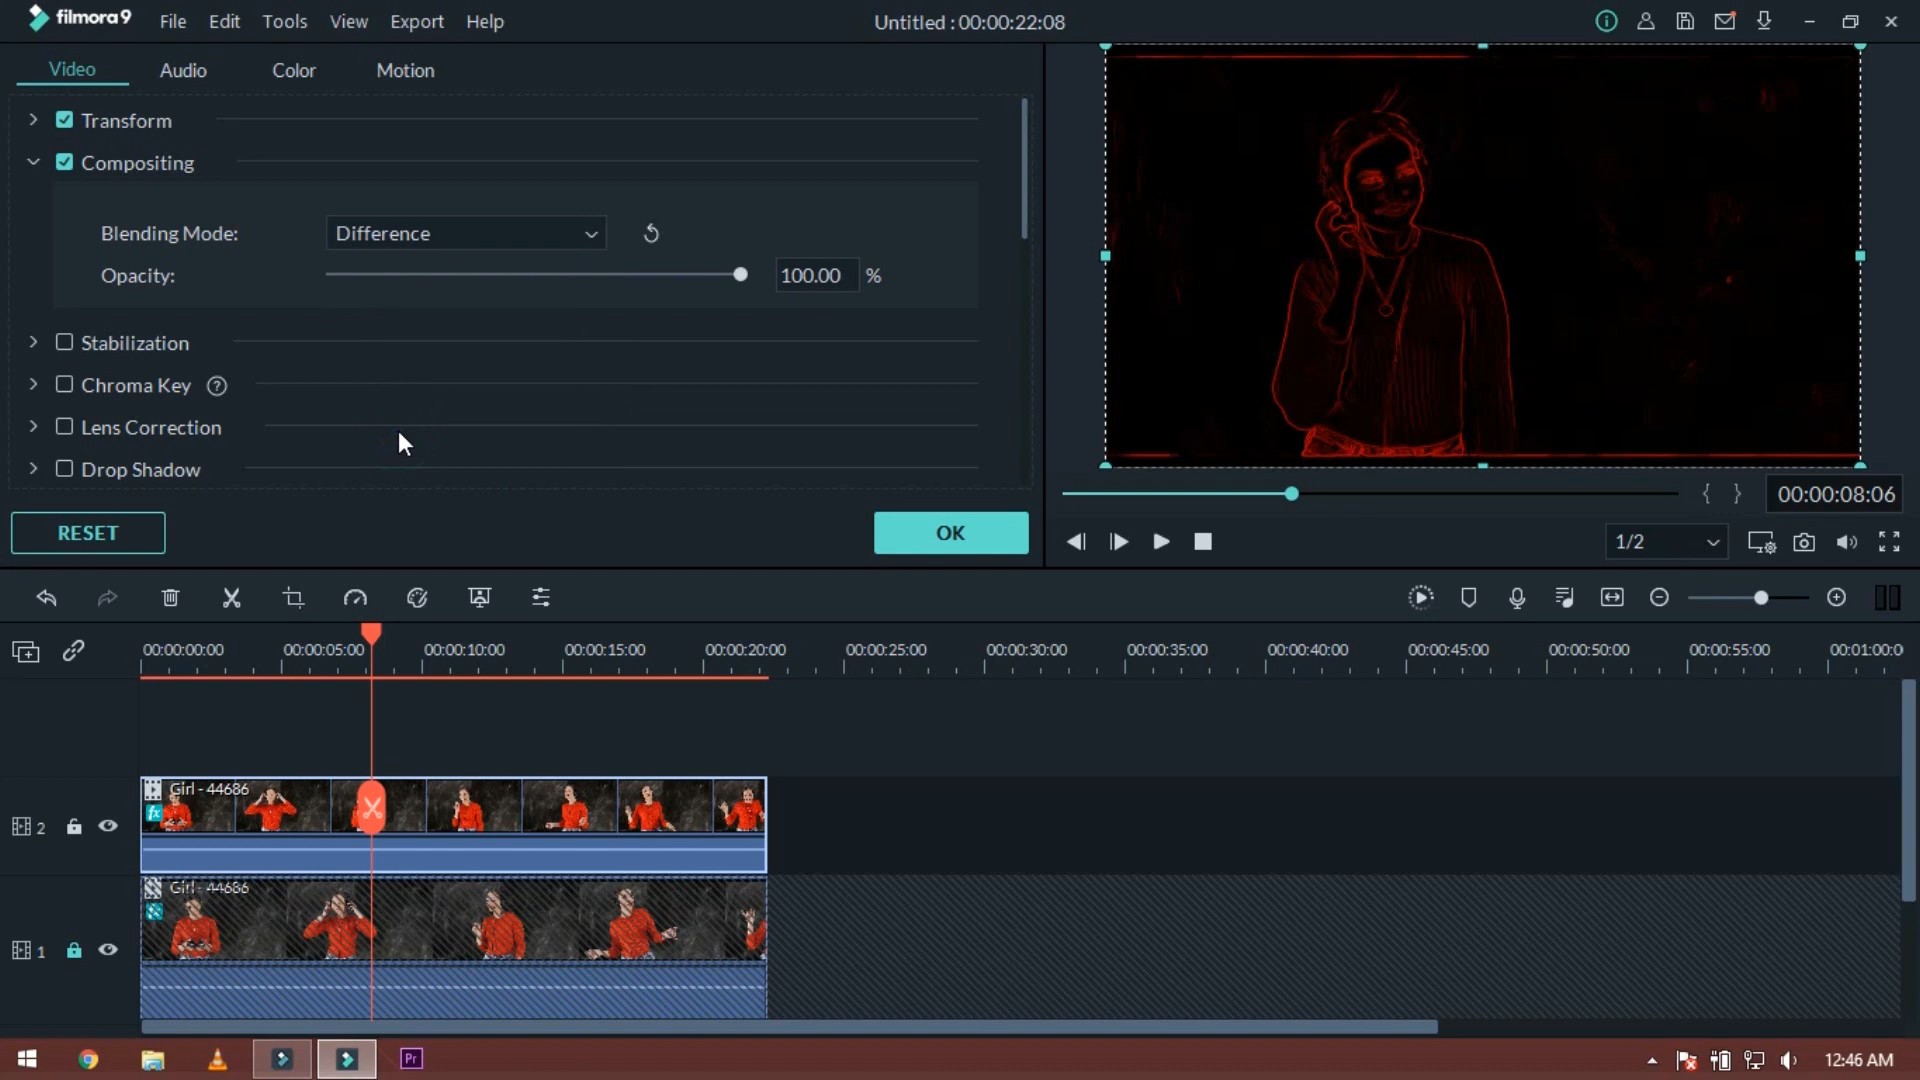 filmora9 File Edit Tools View Export Help Untitled : 00:00:22:08
Video Audio Color Motion
Transform
Compositing
Blending Mode: Difference
Opacity: 100.00 %
Stabilization
Chroma Key ?
Lens Correction
Drop Shadow
{ } 00:00:08:06
RESET OK
1/2
00:00:00:00 00:00:05:00 00:00:10:00 00:00:15:00 00:00:20:00 00:00:25:00 00:00:30:00 00:00:35:00 00:00:40:00 00:00:45:00 00:00:50:00 00:00:55:00 00:01:00:0
Girl - 44686
fx
2
Girl - 44686
1
Pr 12:46 AM